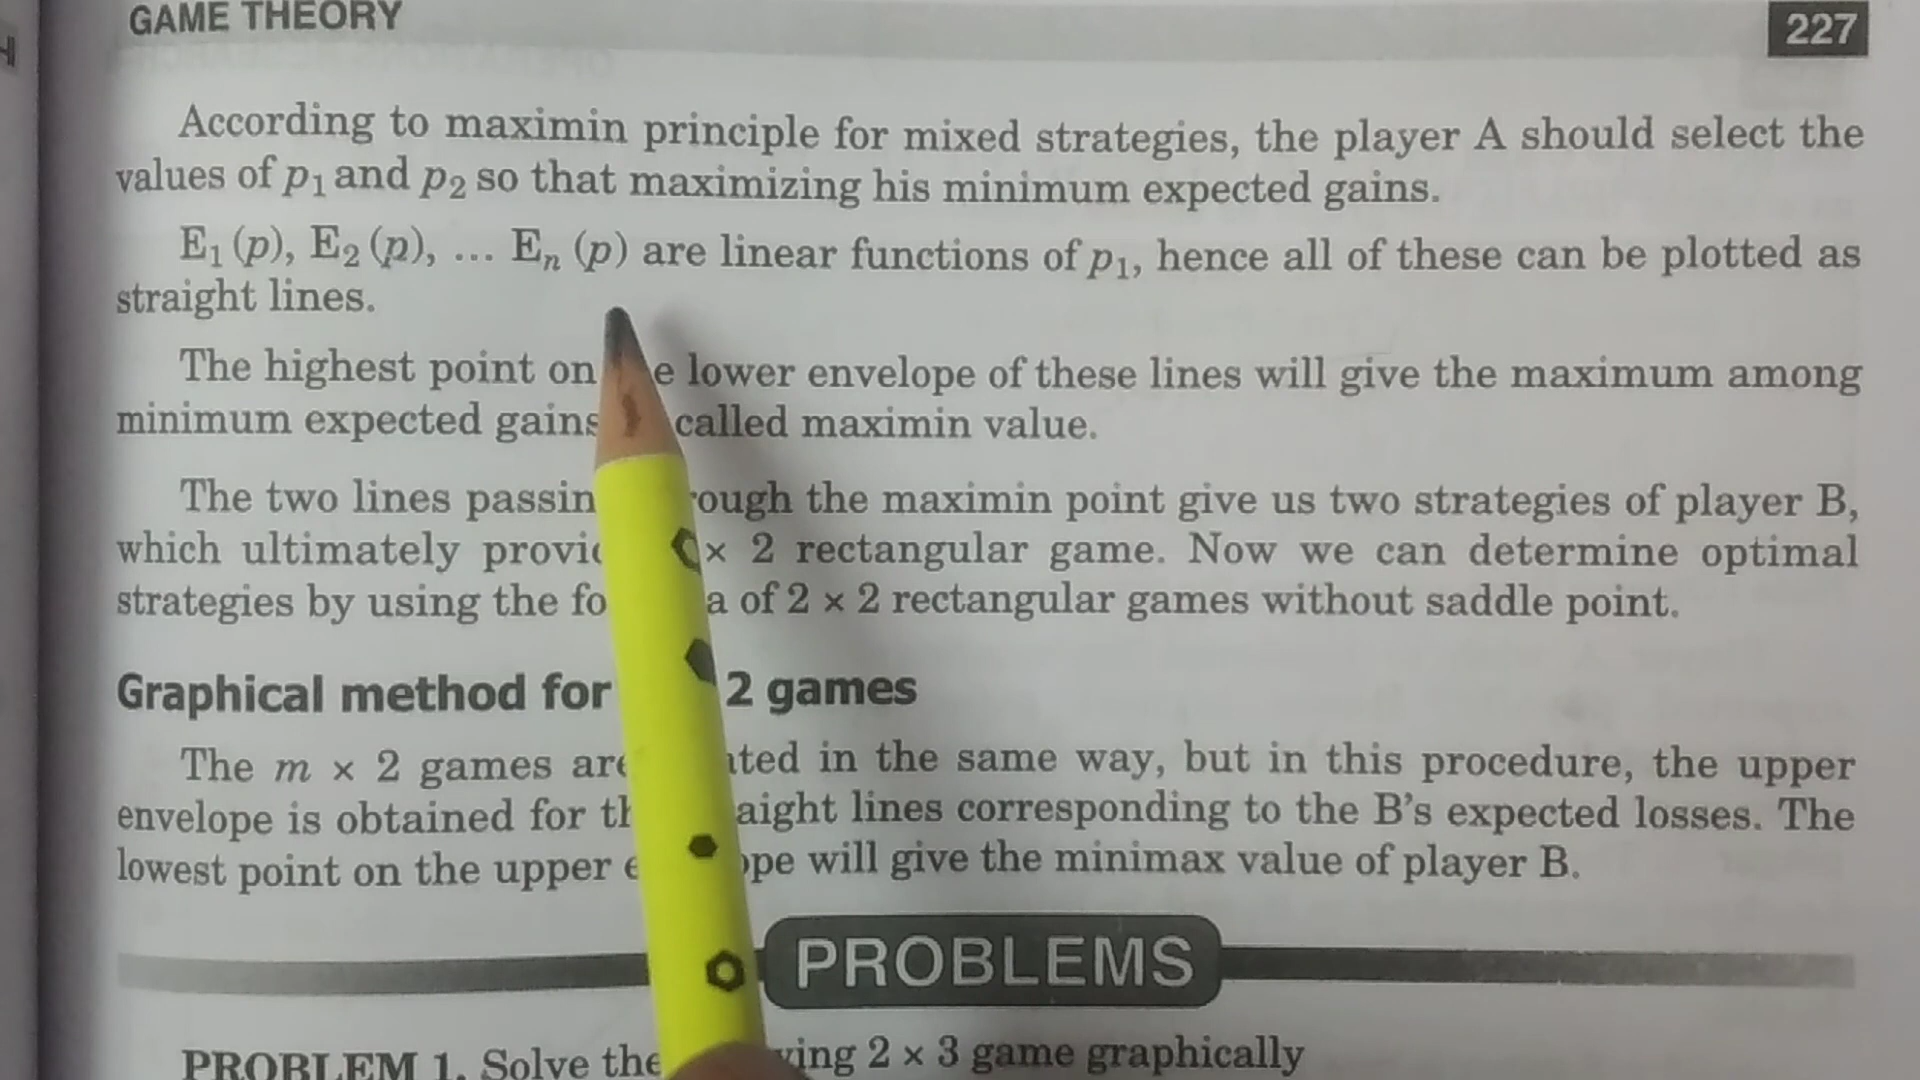 GAME THEORY
227
According to maximin principle for mixed strategies, the player A should select the
values of p₁ and p₂ so that maximizing his minimum expected gains.
E₁ (p), E₂ (p), ... Eₙ (p) are linear functions of p₁, hence all of these can be plotted as
straight lines.
The highest point on e lower envelope of these lines will give the maximum among
minimum expected gains called maximin value.
The two lines passin rough the maximin point give us two strategies of player B,
which ultimately provid × 2 rectangular game. Now we can determine optimal
strategies by using the fo a of 2 × 2 rectangular games without saddle point.
Graphical method for 2 games
The m × 2 games are ted in the same way, but in this procedure, the upper
envelope is obtained for th aight lines corresponding to the B's expected losses. The
lowest point on the upper e ope will give the minimax value of player B.
PROBLEMS
PROBLEM 1. Solve the wing 2 × 3 game graphically